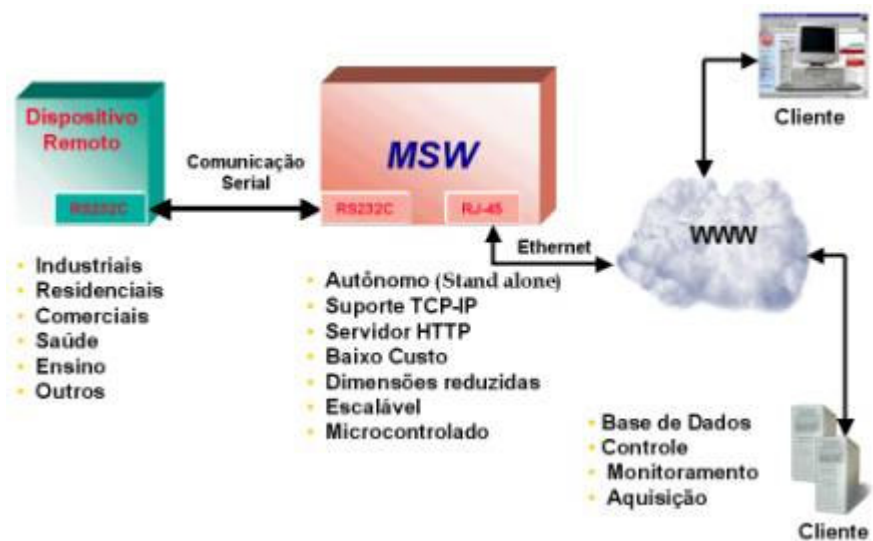 Dispositivo
Remoto
RS232C
Comunicação
Serial
MSW
RS232C
RJ-45
Ethernet
WWW
Cliente
• Industriais
• Residenciais
• Comerciais
• Saúde
• Ensino
• Outros
• Autônomo (Stand alone)
• Suporte TCP-IP
• Servidor HTTP
• Baixo Custo
• Dimensões reduzidas
• Escalável
• Microcontrolado
• Base de Dados
• Controle
• Monitoramento
• Aquisição
Cliente